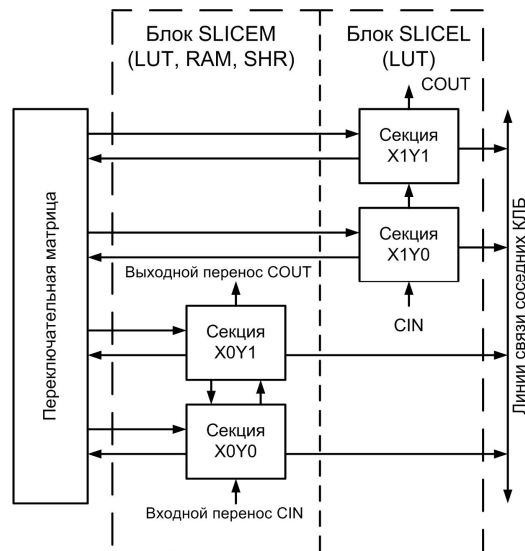 Блок SLICEM
(LUT, RAM, SHR)
Блок SLICEL
(LUT)
COUT
Секция
X1Y1
Секция
X1Y0
Выходной перенос COUT
CIN
Секция
X0Y1
Секция
X0Y0
Входной перенос CIN
Переключательная матрица
Линии связи соседних КЛБ